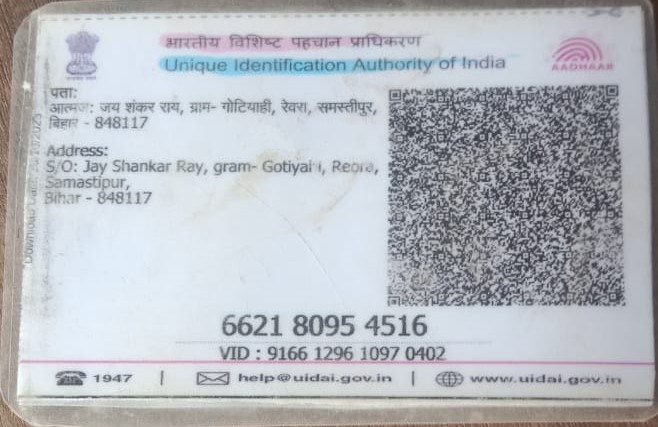 भारतीय विशिष्ट पहचान प्राधिकरण
Unique Identification Authority of India
AADHAAR
पता:
आत्मज: जय शंकर राय, ग्राम- गोटियाही, रेवरा, समस्तीपुर,
बिहार - 848117
Address:
S/O: Jay Shankar Ray, gram- Gotiyahi, Reora,
Samastipur,
Bihar - 848117
6621 8095 4516
VID : 9166 1296 1097 0402
1947 | help@uidai.gov.in | www.uidai.gov.in